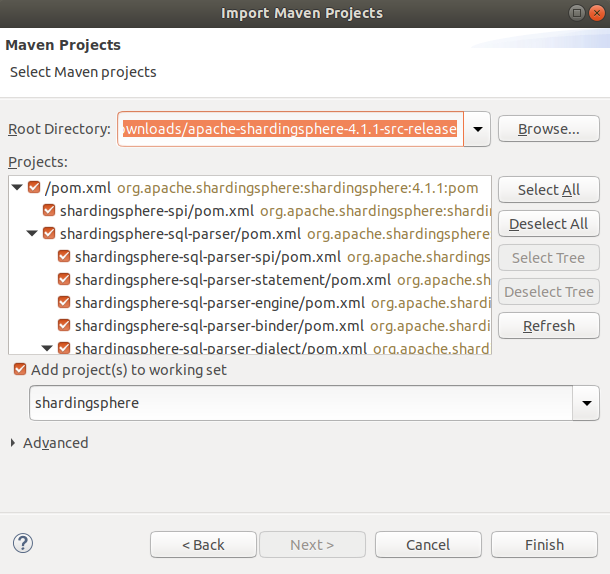 Import Maven Projects
Maven Projects
Select Maven projects
Root Directory: ownloads/apache-shardingsphere-4.1.1-src-release Browse...
Projects:
/pom.xml org.apache.shardingsphere:shardingsphere:4.1.1:pom Select All
shardingsphere-spi/pom.xml org.apache.shardingsphere:shardin
Deselect All
shardingsphere-sql-parser/pom.xml org.apache.shardingsphere
shardingsphere-sql-parser-spi/pom.xml org.apache.shardings Select Tree
shardingsphere-sql-parser-statement/pom.xml org.apache.sh
Deselect Tree
shardingsphere-sql-parser-engine/pom.xml org.apache.shardi
shardingsphere-sql-parser-binder/pom.xml org.apache.shardi Refresh
shardingsphere-sql-parser-dialect/pom.xml org.apache.shard
Add project(s) to working set
shardingsphere
Advanced
? < Back Next > Cancel Finish